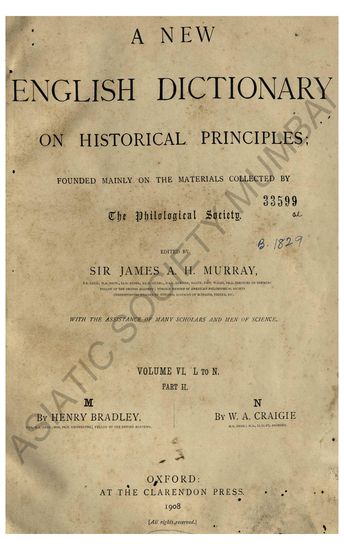 A NEW
ENGLISH DICTIONARY
ON HISTORICAL PRINCIPLES;
FOUNDED MAINLY ON THE MATERIALS COLLECTED BY
33599
The Philological Society.
B. 1829
EDITED BY
SIR JAMES A. H. MURRAY,
WITH THE ASSISTANCE OF MANY SCHOLARS AND MEN OF SCIENCE.
VOLUME VI. L TO N.
PART II.
M N
BY HENRY BRADLEY, BY W. A. CRAIGIE
OXFORD:
AT THE CLARENDON PRESS.
1908
[All rights reserved.]
ASIATIC SOCIETY MUMBAI